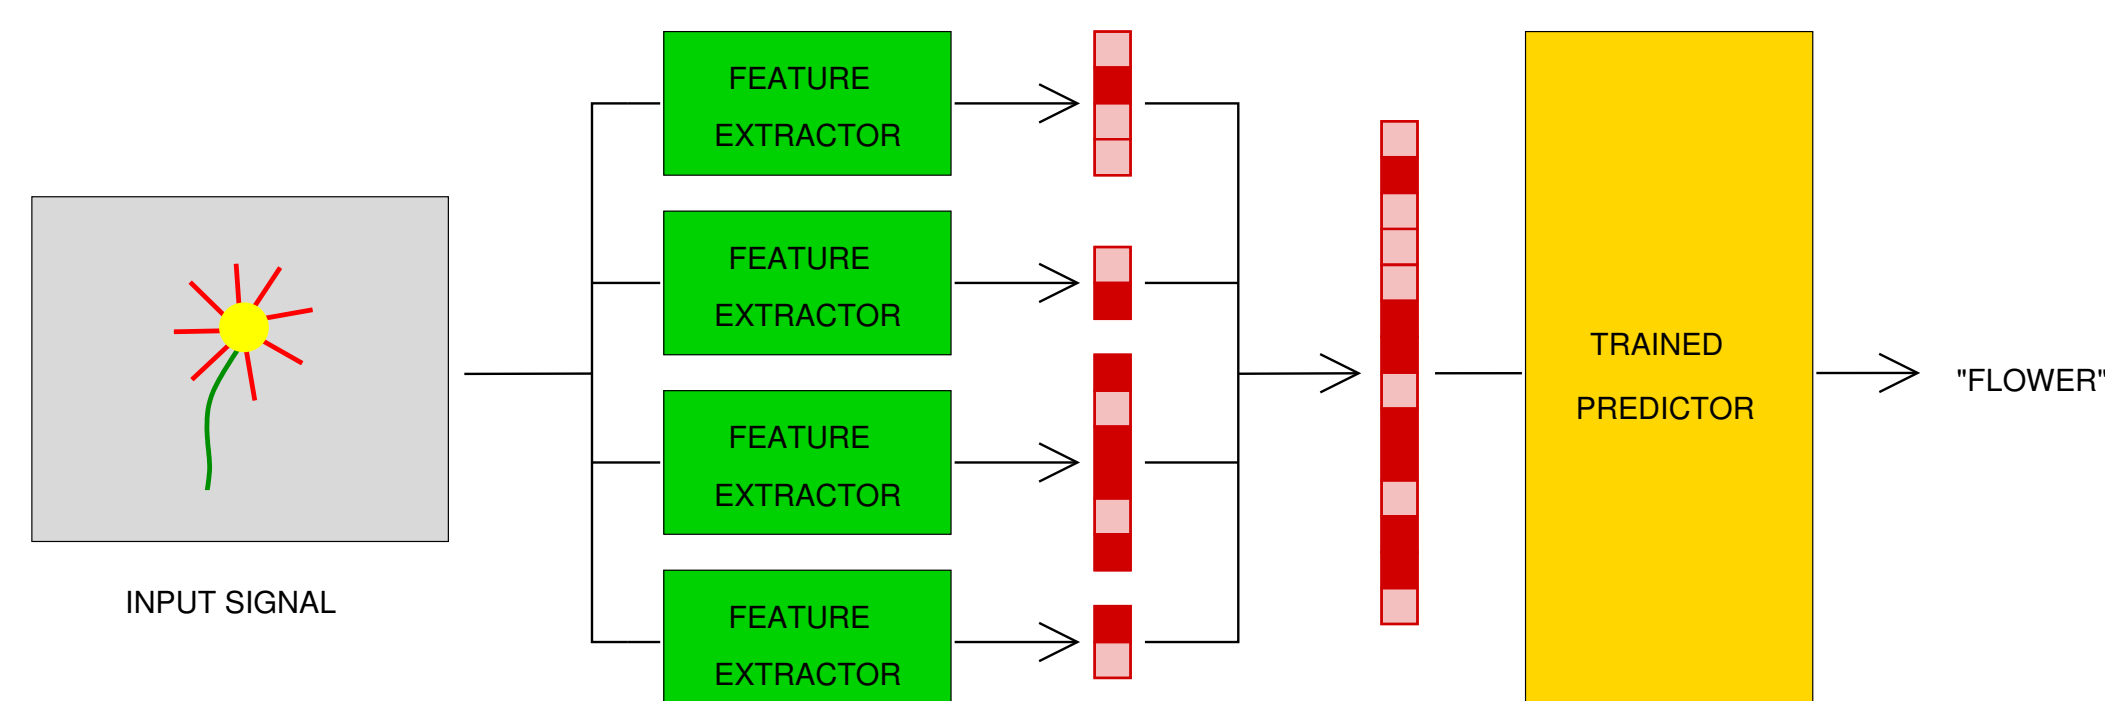 FEATURE
EXTRACTOR
FEATURE
EXTRACTOR
FEATURE
EXTRACTOR
FEATURE
EXTRACTOR
INPUT SIGNAL
TRAINED
PREDICTOR
"FLOWER"